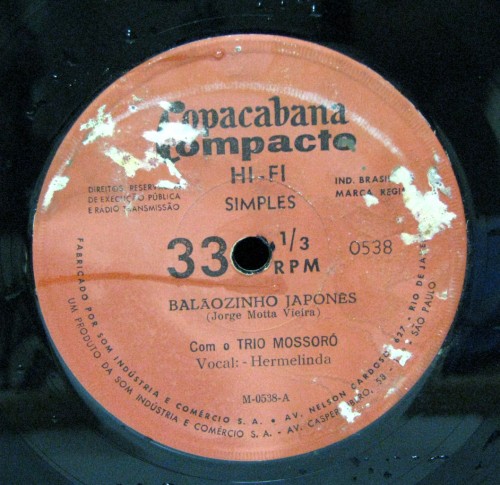 Copacabana
Compacto
HI-FI
SIMPLES
DIREITOS RESERVADOS
DE EXECUÇÃO PÚBLICA
E RADIO TRANSMISSÃO
IND. BRASIL
MARCA REGIS
33 1/3
RPM
0538
BALÃOZINHO JAPONÊS
(Jorge Motta Vieira)
Com o TRIO MOSSORÓ
Vocal: - Hermelinda
M-0538-A
FABRICADO POR SOM INDÚSTRIA E COMÉRCIO S. A. • AV. NELSON CARDOSO, 627 - RIO DE JA
UM PRODUTO DA SOM INDÚSTRIA E COMÉRCIO S. A. - AV. CASPER 58 - SÃO PAULO